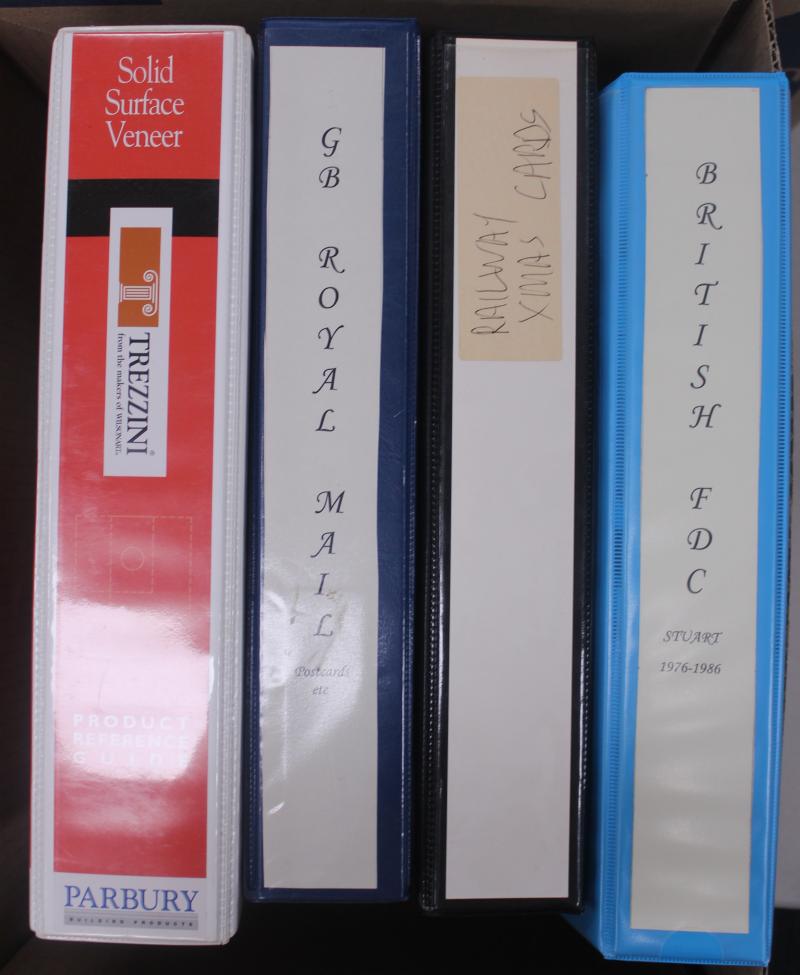 Solid
Surface
Veneer
TREZZINI®
from the makers of WILSONART.
PRODUCT
REFERENCE
GUIDE
PARBURY
BUILDING PRODUCTS
GB ROYAL MAIL
Postcards
etc
RAILWAY
XMAS CARDS
BRITISH FDC
STUART
1976-1986